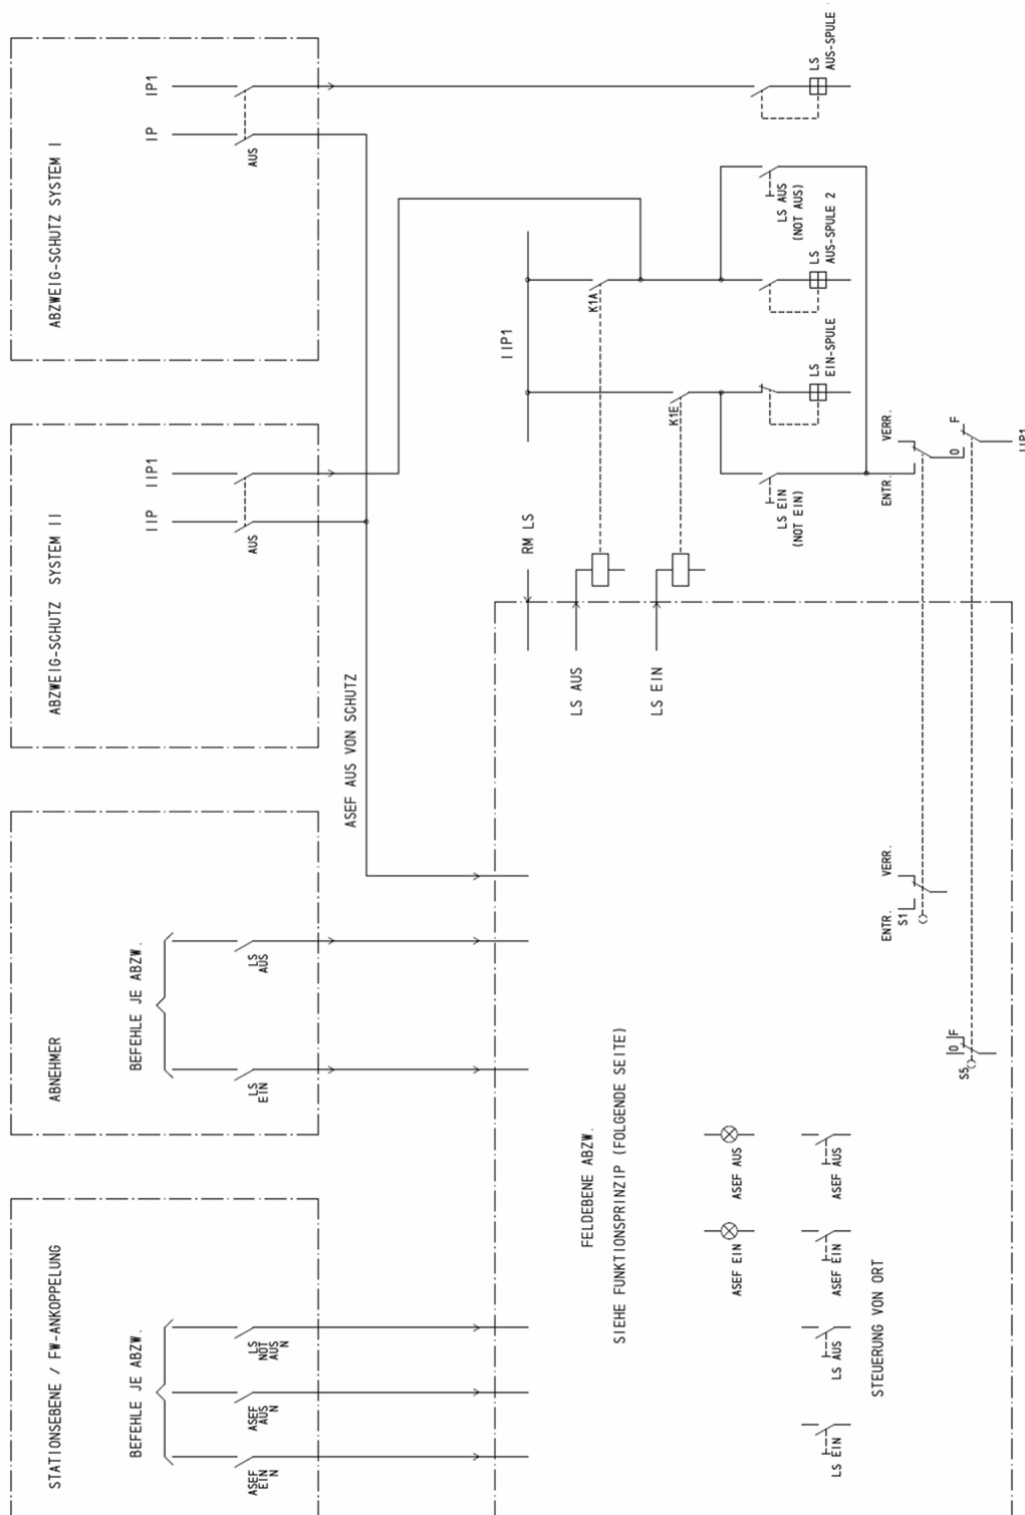 STATIONSEBENE / FW-ANKOPPELUNG
BEFEHLE JE ABZW.
ASEF
EIN
N
ASEF
AUS
N
LS
NOT
AUS
N
ABNEHMER
BEFEHLE JE ABZW.
LS
EIN
LS
AUS
ABZWEIG-SCHUTZ SYSTEM II
IIP
IIP1
AUS
ABZWEIG-SCHUTZ SYSTEM I
IP
IP1
AUS
ASEF AUS VON SCHUTZ
RM LS
LS AUS
LS EIN
IIP1
K1A
K1E
LS AUS
(NOT AUS)
LS EIN
(NOT EIN)
LS
AUS-SPULE
LS
AUS-SPULE 2
LS
EIN-SPULE
ENTR.
VERR.
0
F
IIP1
FELDEBENE ABZW.
SIEHE FUNKTIONSPRINZIP (FOLGENDE SEITE)
ENTR.
VERR.
S1
0
F
S5
ASEF EIN
ASEF AUS
LS EIN
LS AUS
ASEF EIN
ASEF AUS
STEUERUNG VON ORT